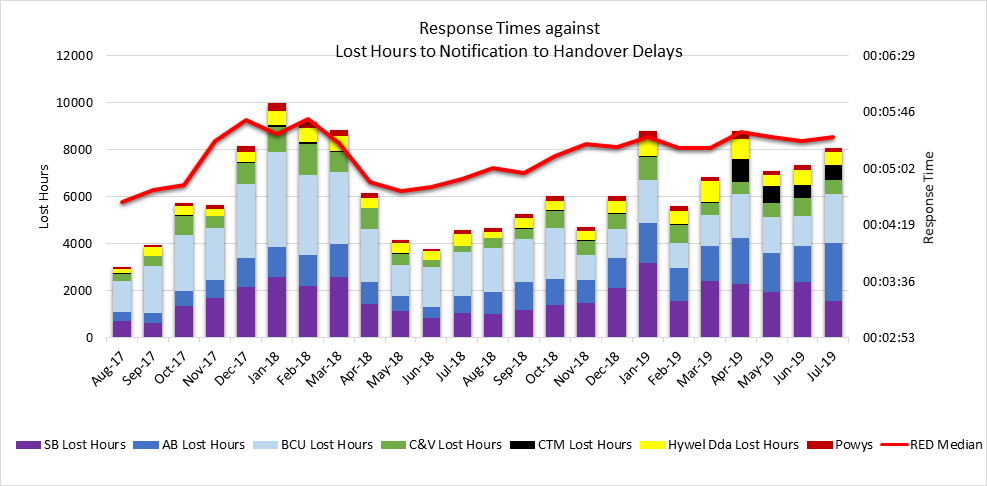 Response Times against
Lost Hours to Notification to Handover Delays
12000
10000
8000
6000
4000
2000
0
Lost Hours
00:06:29
00:05:46
00:05:02
00:04:19
00:03:36
00:02:53
Response Time
Aug-17
Sep-17
Oct-17
Nov-17
Dec-17
Jan-18
Feb-18
Mar-18
Apr-18
May-18
Jun-18
Jul-18
Aug-18
Sep-18
Oct-18
Nov-18
Dec-18
Jan-19
Feb-19
Mar-19
Apr-19
May-19
Jun-19
Jul-19
SB Lost Hours AB Lost Hours BCU Lost Hours C&V Lost Hours CTM Lost Hours Hywel Dda Lost Hours Powys RED Median